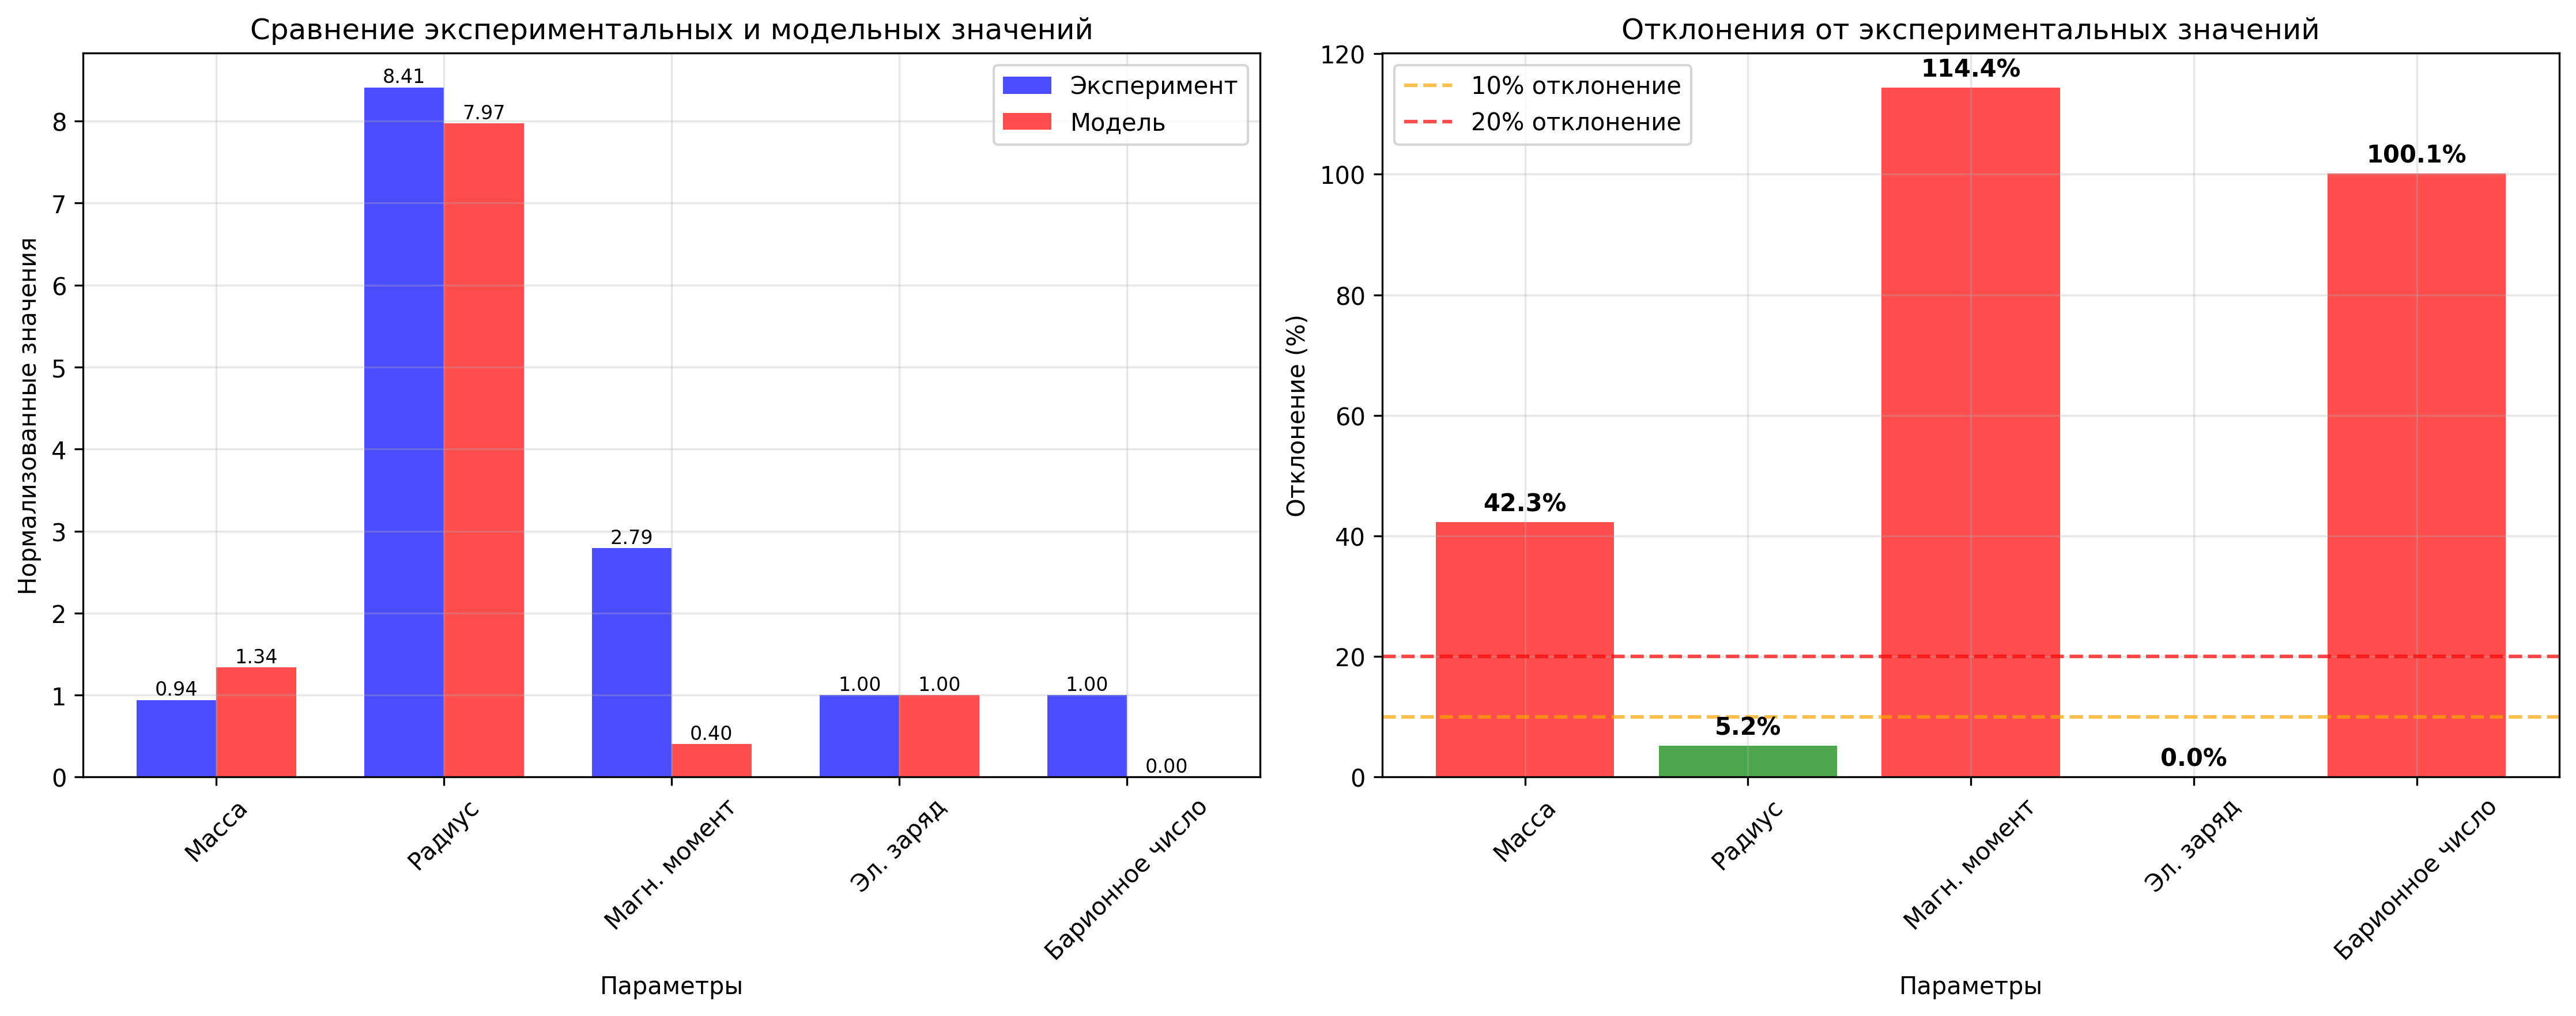 Сравнение экспериментальных и модельных значений
Нормализованные значения
8
7
6
5
4
3
2
1
0
Эксперимент
Модель
0.94
1.34
8.41
7.97
2.79
0.40
1.00
1.00
1.00
0.00
Масса
Радиус
Магн. момент
Эл. заряд
Барионное число
Параметры
Отклонения от экспериментальных значений
Отклонение (%)
120
100
80
60
40
20
0
10% отклонение
20% отклонение
42.3%
5.2%
114.4%
0.0%
100.1%
Масса
Радиус
Магн. момент
Эл. заряд
Барионное число
Параметры